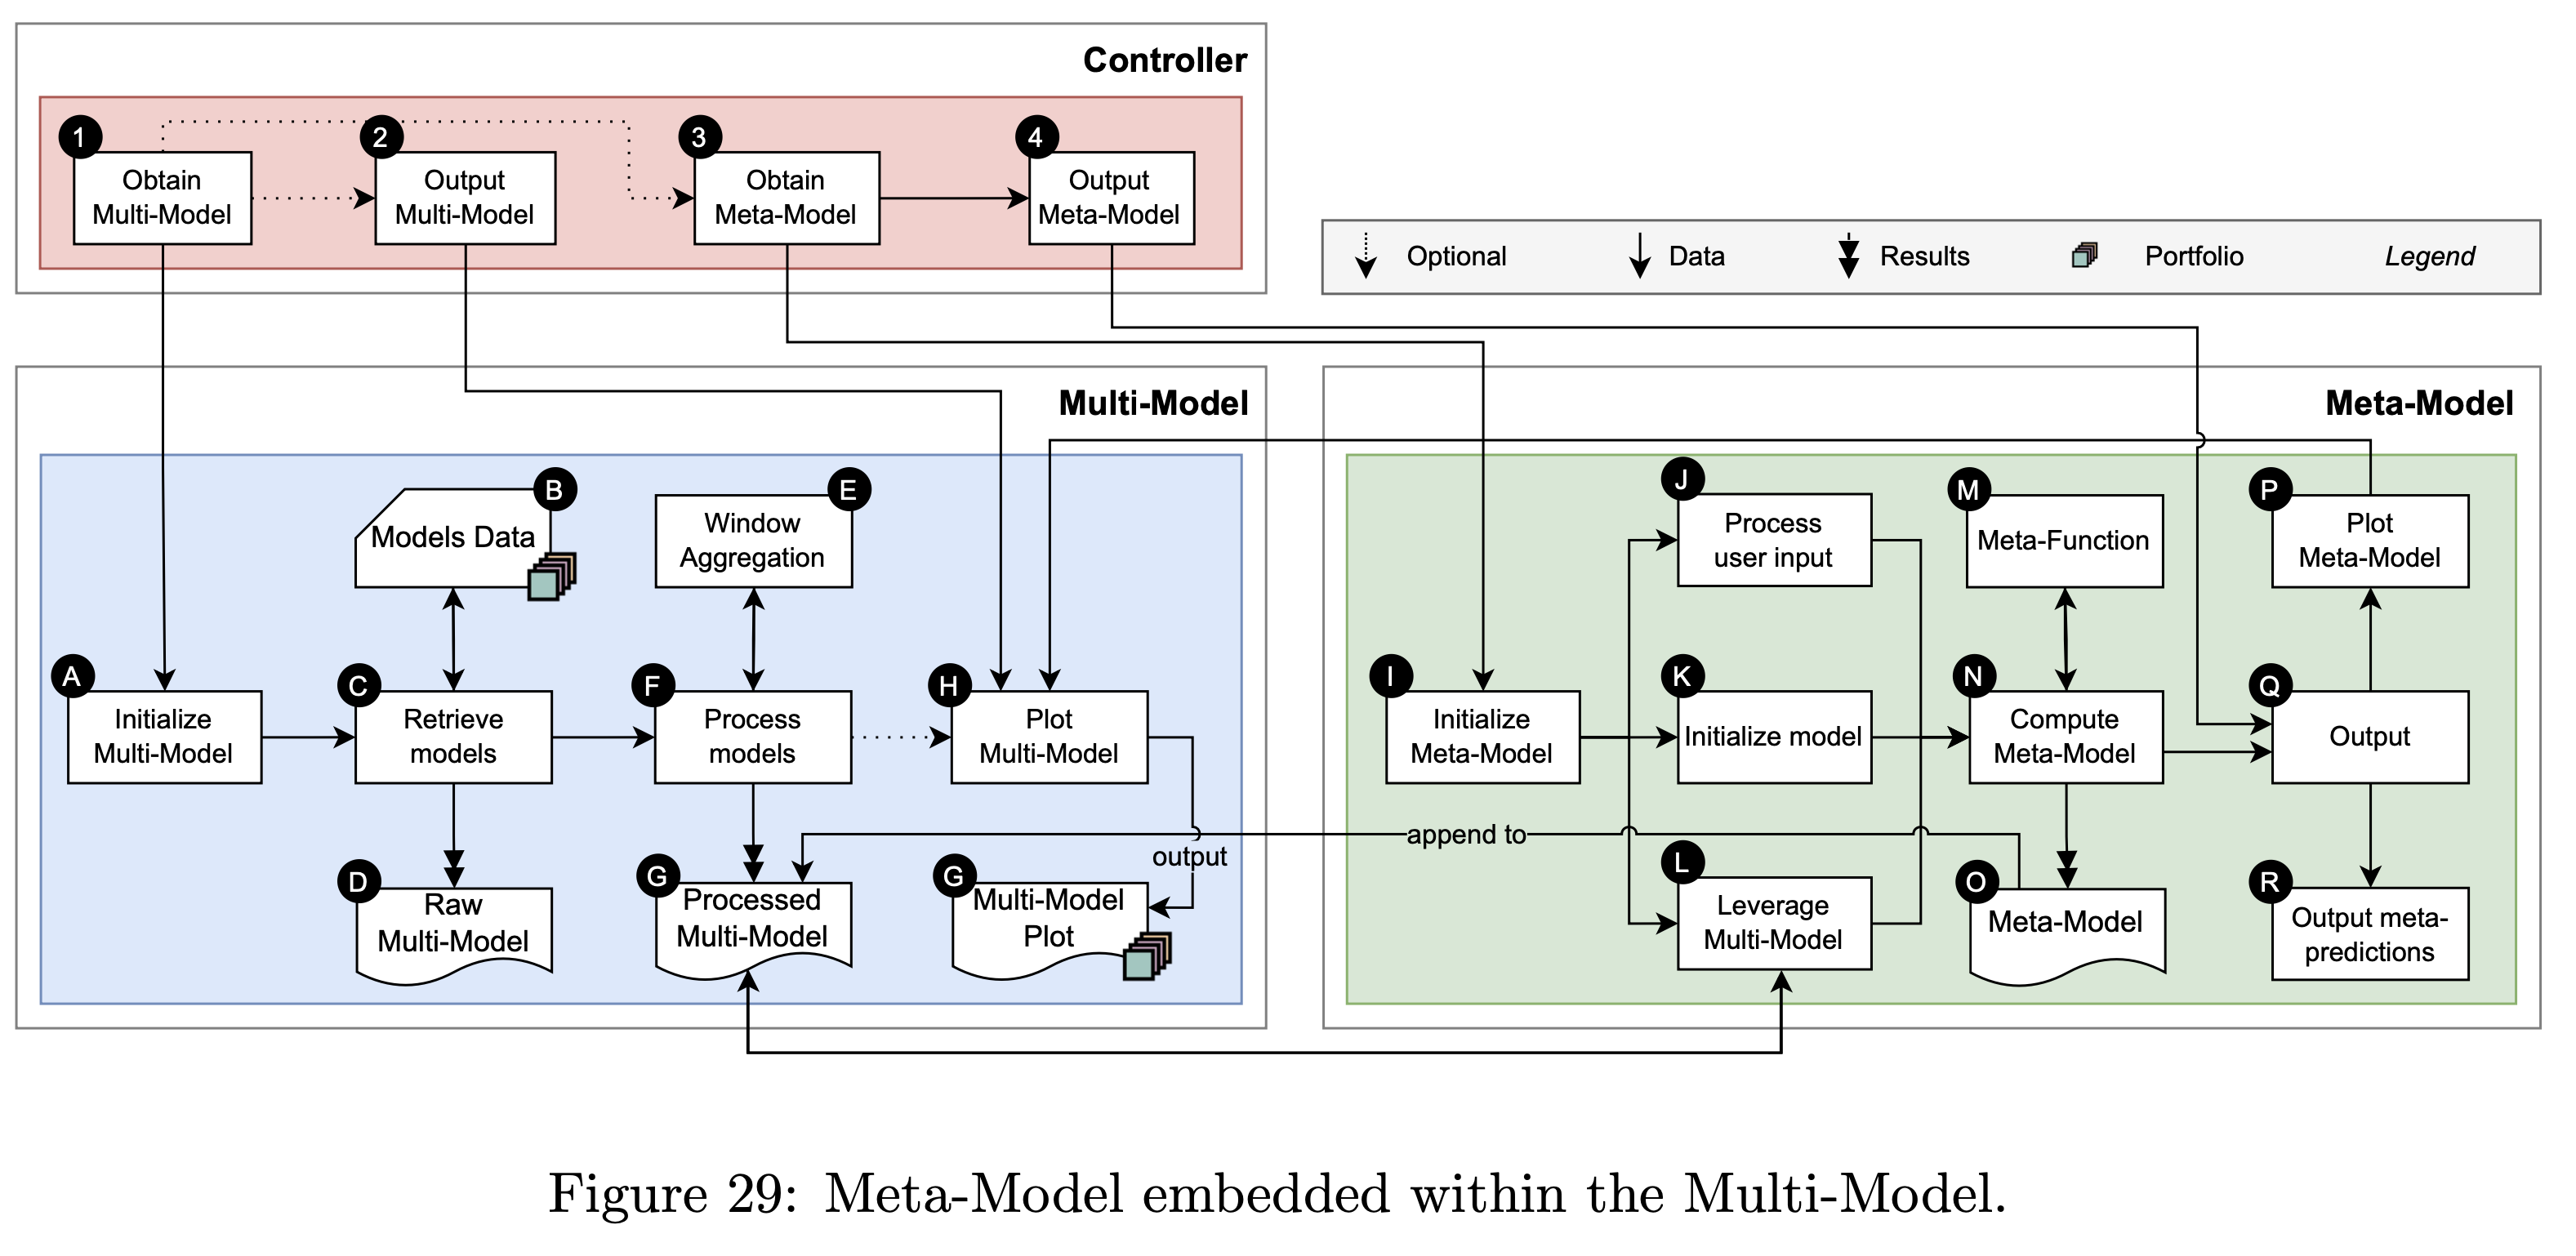 Controller
1
Obtain
Multi-Model
2
Output
Multi-Model
3
Obtain
Meta-Model
4
Output
Meta-Model
Optional
Data
Results
Portfolio
Legend
Multi-Model
B
Models Data
E
Window
Aggregation
A
Initialize
Multi-Model
C
Retrieve
models
F
Process
models
H
Plot
Multi-Model
D
Raw
Multi-Model
G
Processed
Multi-Model
G
Multi-Model
Plot
output
append to
Meta-Model
J
Process
user input
M
Meta-Function
P
Plot
Meta-Model
I
Initialize
Meta-Model
K
Initialize model
N
Compute
Meta-Model
Q
Output
L
Leverage
Multi-Model
O
Meta-Model
R
Output meta-
predictions
Figure 29: Meta-Model embedded within the Multi-Model.